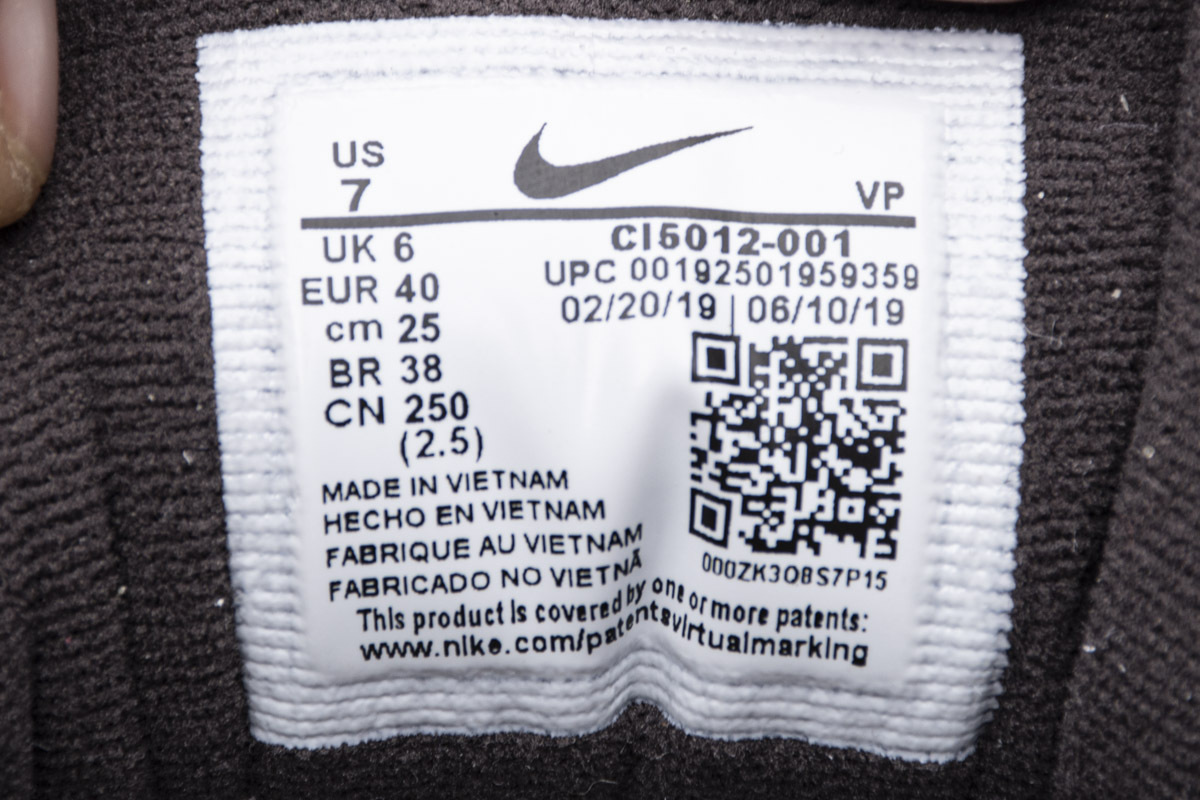 US
7
VP
UK 6
EUR 40
cm 25
BR 38
CN 250
(2.5)
CI5012-001
UPC 00192501959359
02/20/19 | 06/10/19
000ZK3O8S7P15
MADE IN VIETNAM
HECHO EN VIETNAM
FABRIQUE AU VIETNAM
FABRICADO NO VIETNÃ
This product is covered by one or more patents:
www.nike.com/patentsvirtualmarking